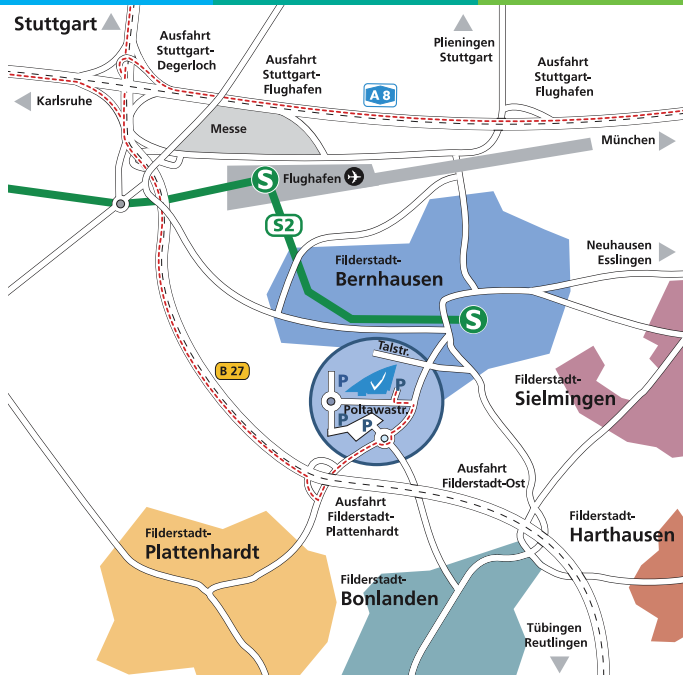 Stuttgart
Ausfahrt
Stuttgart-
Degerloch
Ausfahrt
Stuttgart-
Flughafen
Plieningen
Stuttgart
Ausfahrt
Stuttgart-
Flughafen
A 8
Karlsruhe
Messe
München
S
Flughafen
S2
Filderstadt-
Bernhausen
Neuhausen
Esslingen
S
Talstr.
B 27
P
P
Poltawastr.
P
P
Filderstadt-
Sielmingen
Ausfahrt
Filderstadt-Ost
Ausfahrt
Filderstadt-
Plattenhardt
Filderstadt-
Harthausen
Filderstadt-
Plattenhardt
Filderstadt-
Bonlanden
Tübingen
Reutlingen